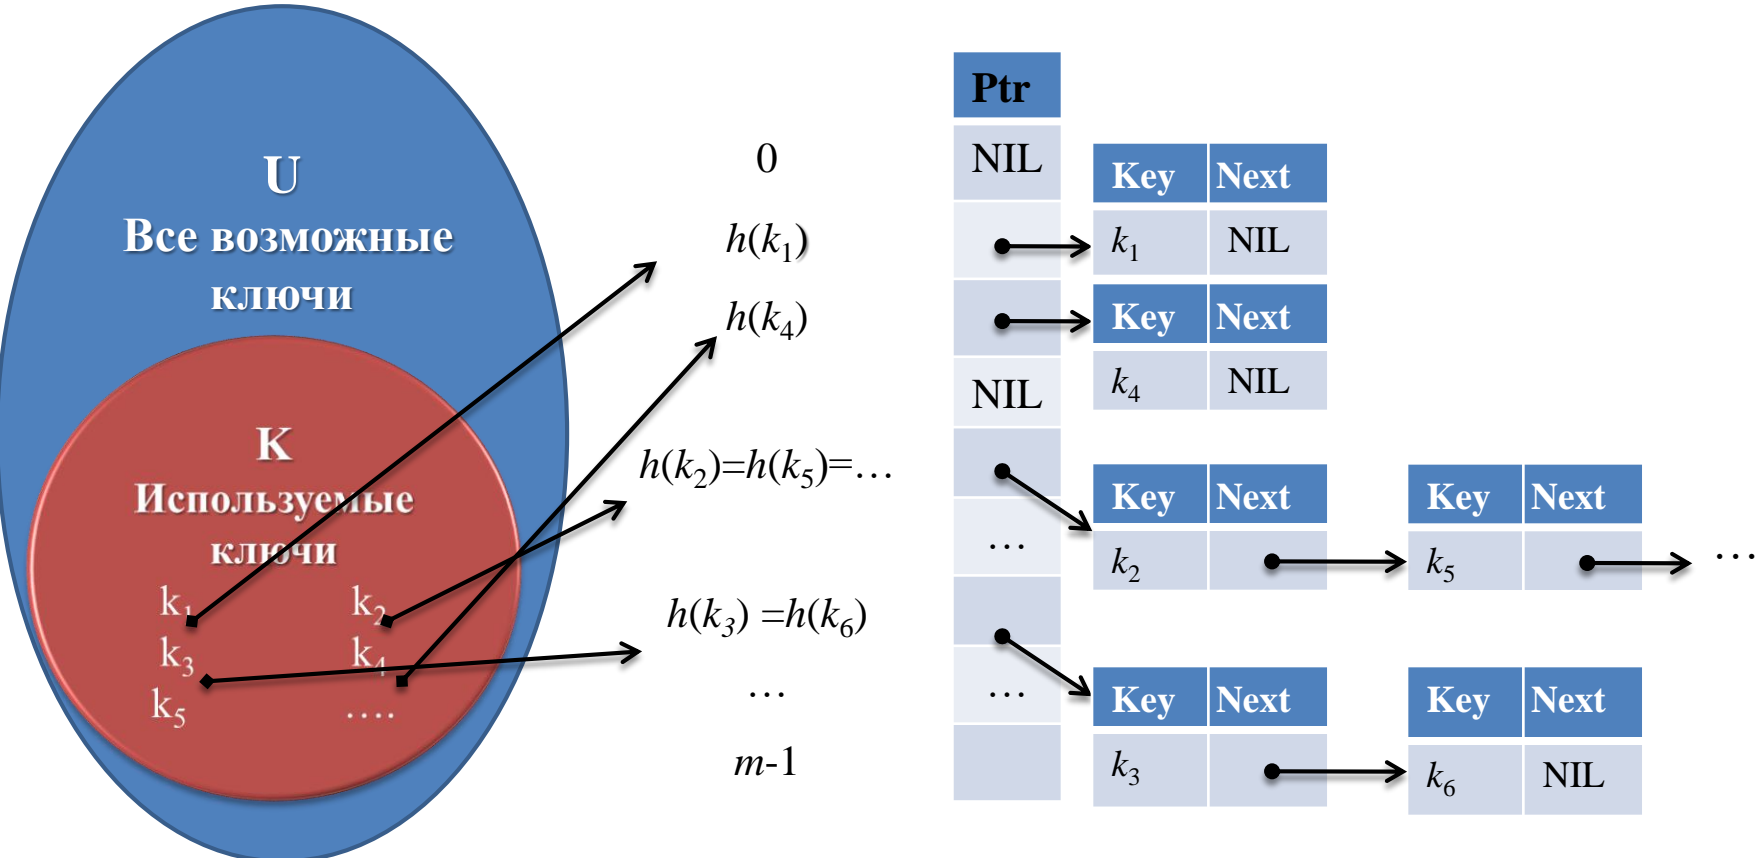 U
Все возможные
ключи
K
Используемые
ключи
k1 k2
k3 k4
k5 ....
0
h(k1)
h(k4)
h(k2)=h(k5)=…
h(k3) =h(k6)
…
m-1
Ptr
NIL
NIL
…
…
Key Next
k1 NIL
Key Next
k4 NIL
Key Next
k2
Key Next
k5
…
Key Next
k3
Key Next
k6 NIL